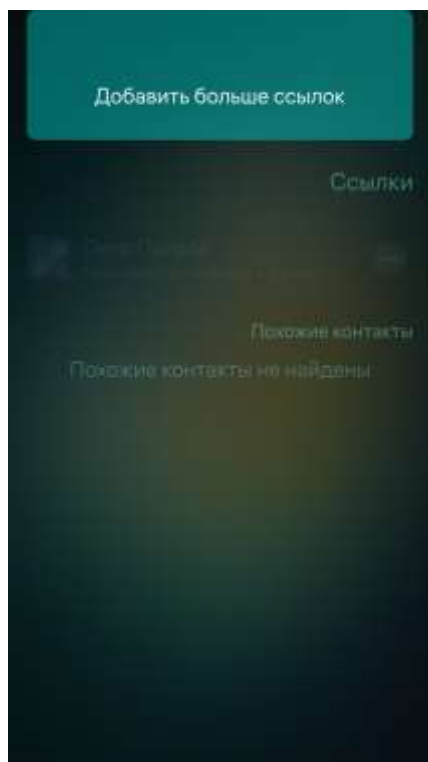 Добавить больше ссылок
Ссылки
Похожие контакты
Похожие контакты не найдены